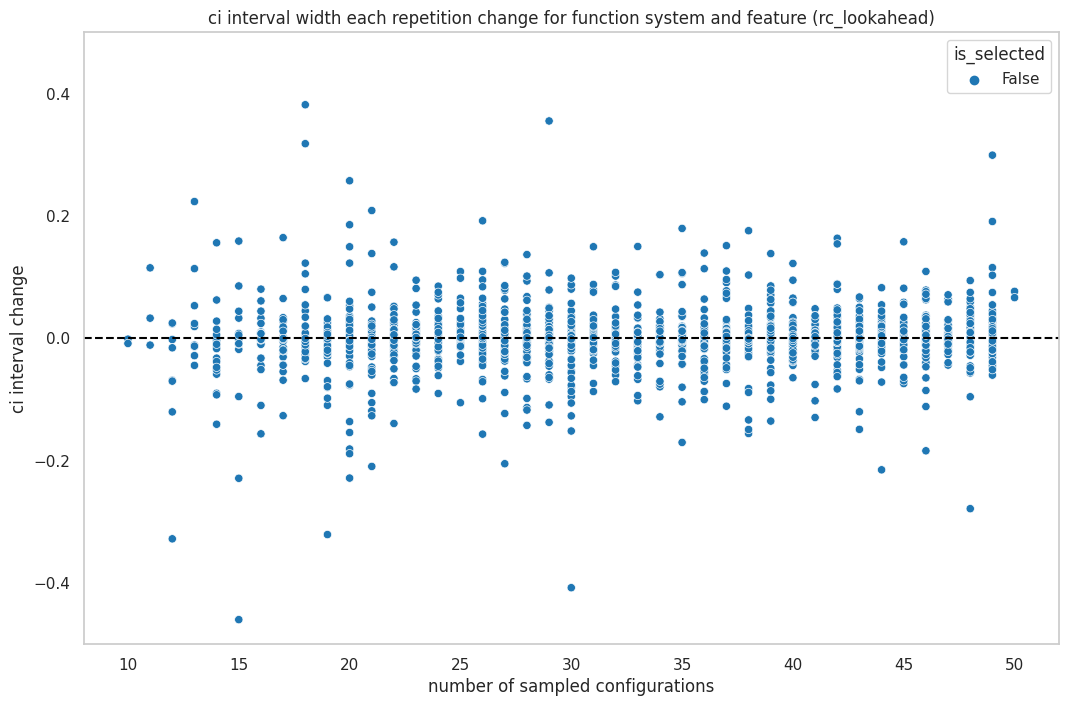 ci interval width each repetition change for function system and feature (rc_lookahead)
is_selected
False
ci interval change
0.4
0.2
0.0
−0.2
−0.4
10 15 20 25 30 35 40 45 50
number of sampled configurations